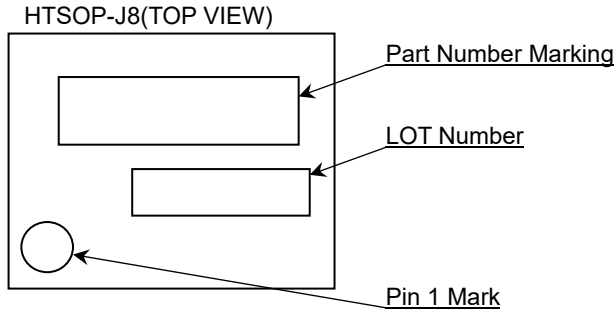 HTSOP-J8(TOP VIEW)
Part Number Marking
LOT Number
Pin 1 Mark